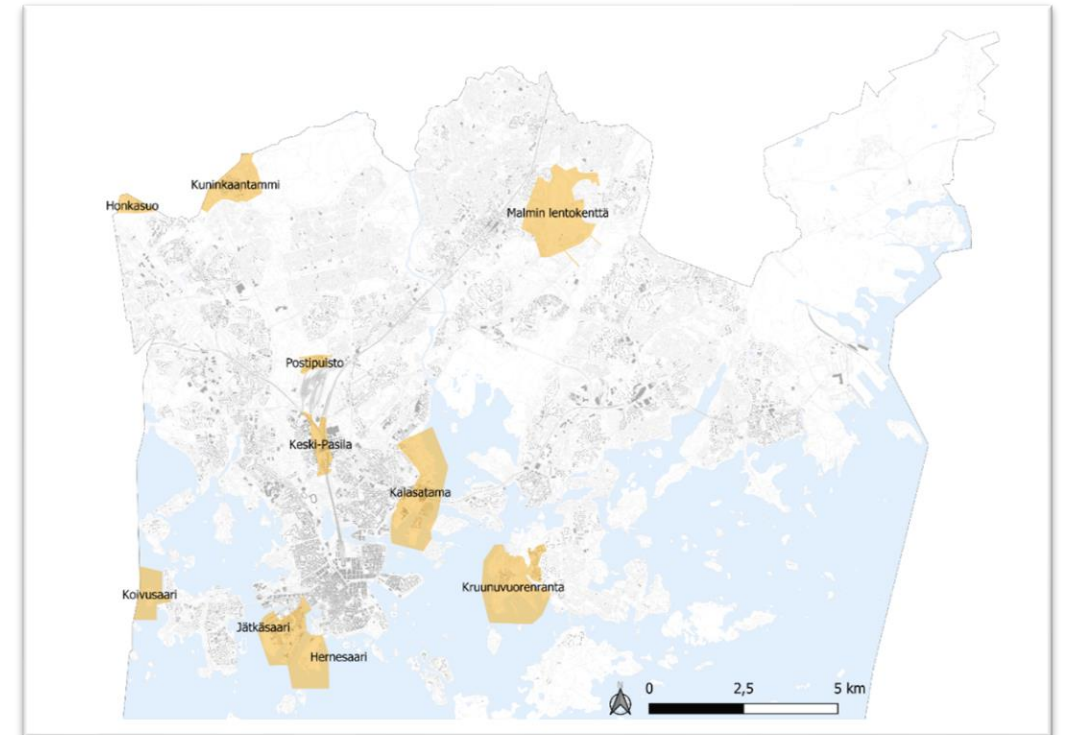 Kuninkaantammi
Honkasuo
Malmin lentokenttä
Postipuisto
Keski-Pasila
Kalasatama
Koivusaari
Kruunuvuorenranta
Jätkäsaari
Hernesaari
0 2,5 5 km